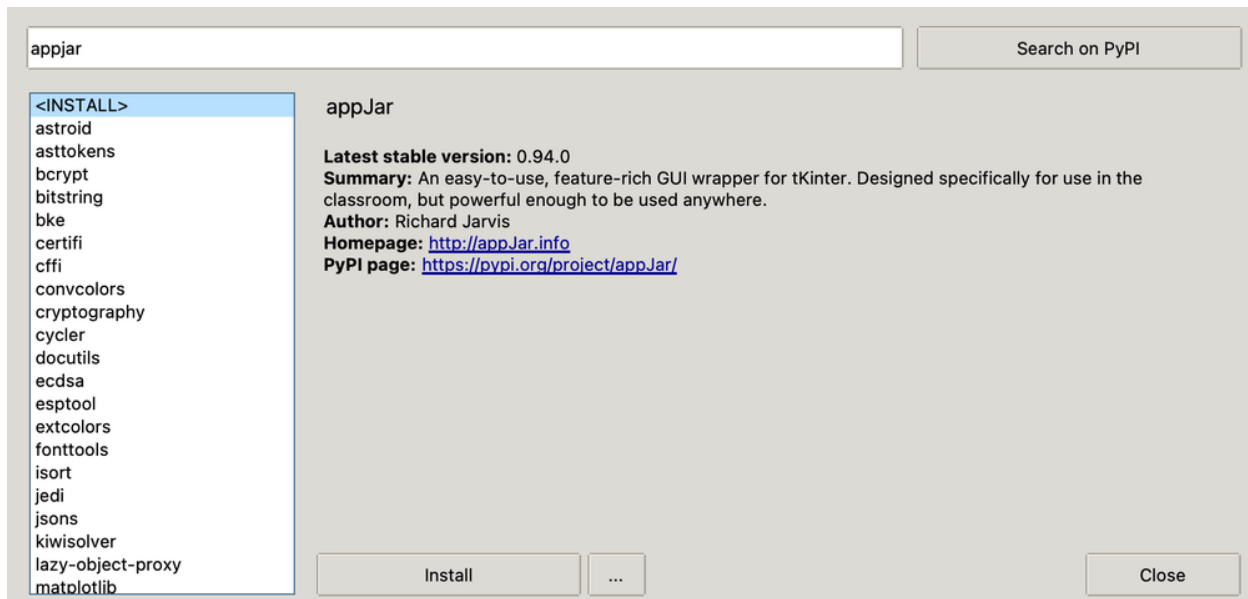 appjar
Search on PyPI
<INSTALL>
astroid
asttokens
bcrypt
bitstring
bke
certifi
cffi
convcolors
cryptography
cycler
docutils
ecdsa
esptool
extcolors
fonttools
isort
jedi
jsons
kiwisolver
lazy-object-proxy
matplotlib
appJar
Latest stable version: 0.94.0
Summary: An easy-to-use, feature-rich GUI wrapper for tKinter. Designed specifically for use in the
classroom, but powerful enough to be used anywhere.
Author: Richard Jarvis
Homepage: http://appJar.info
PyPI page: https://pypi.org/project/appJar/
Install
...
Close